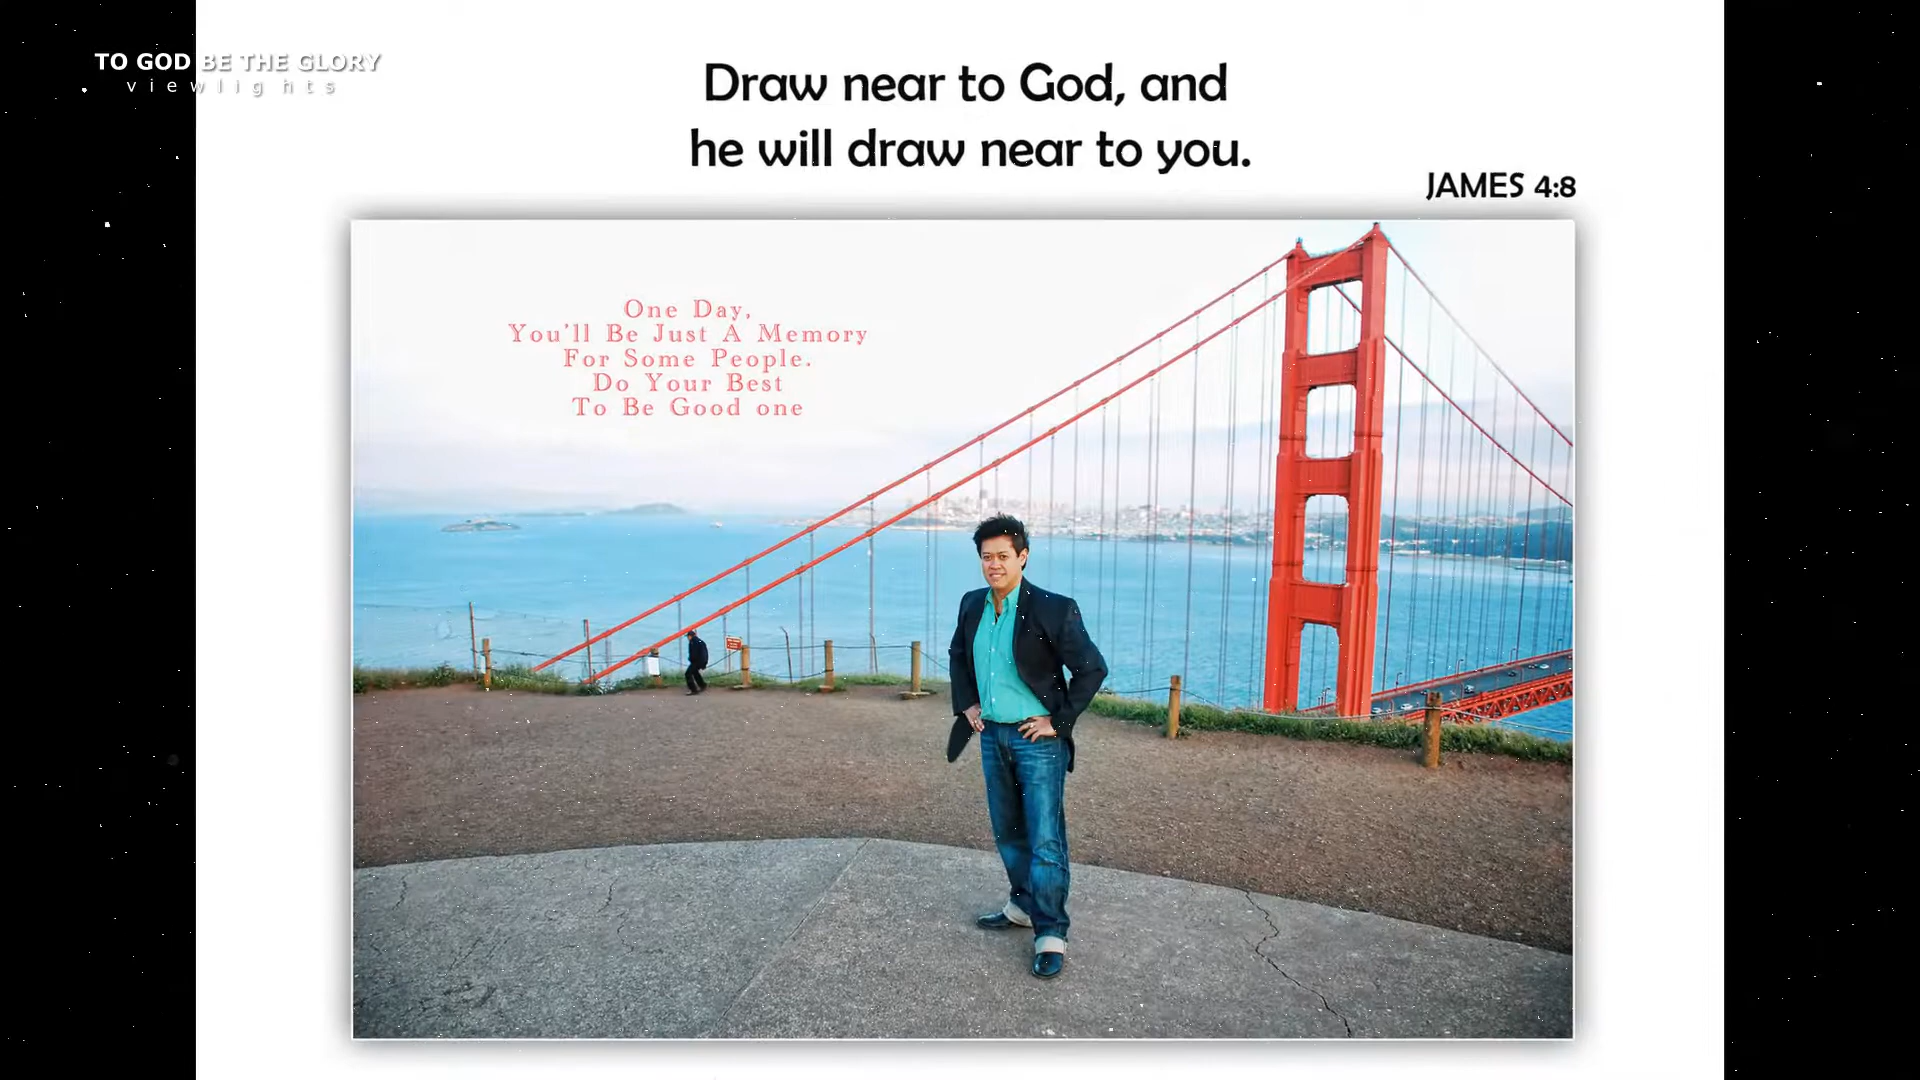 TO GOD BE THE GLORY
viewlights
Draw near to God, and
he will draw near to you.
JAMES 4:8
One Day,
You'll Be Just A Memory
For Some People.
Do Your Best
To Be Good one